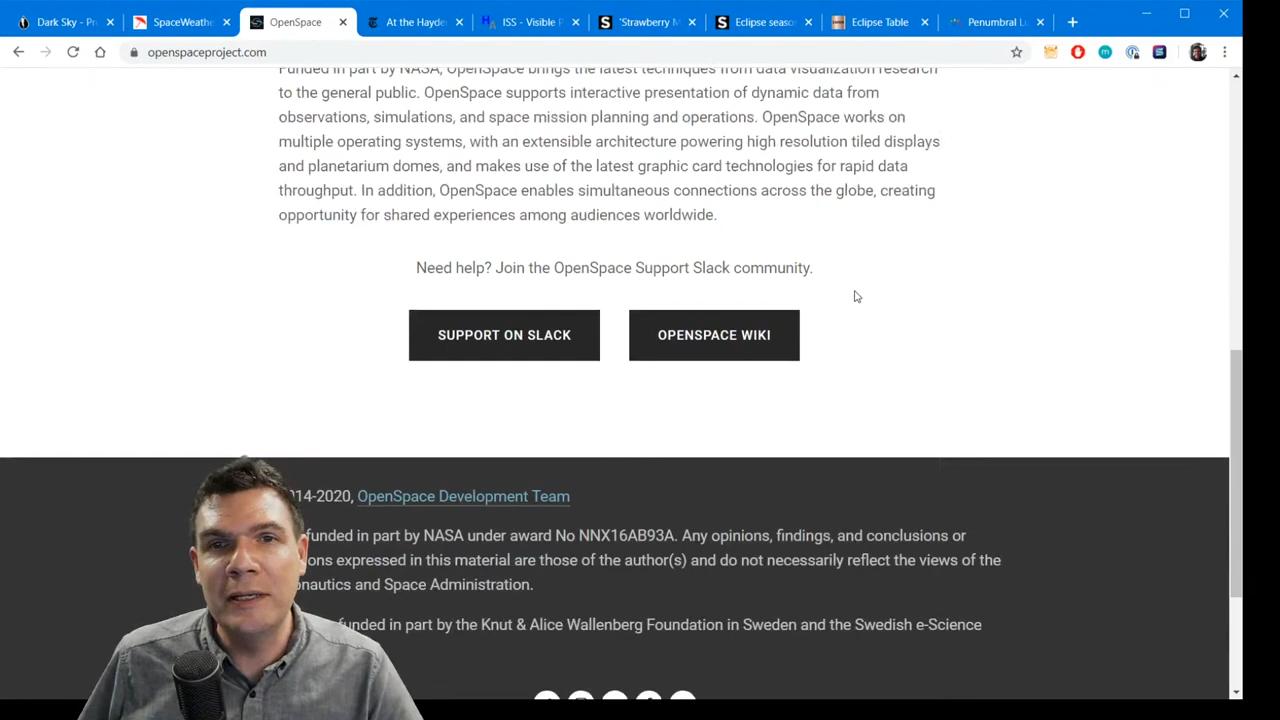 Dark Sky - Pr
SpaceWeathe
OpenSpace
At the Hayde
ISS - Visible P
'Strawberry M
Eclipse seaso
Eclipse Table
Penumbral Lu
openspaceproject.com
Funded in part by NASA, OpenSpace brings the latest techniques from data visualization research
to the general public. OpenSpace supports interactive presentation of dynamic data from
observations, simulations, and space mission planning and operations. OpenSpace works on
multiple operating systems, with an extensible architecture powering high resolution tiled displays
and planetarium domes, and makes use of the latest graphic card technologies for rapid data
throughput. In addition, OpenSpace enables simultaneous connections across the globe, creating
opportunity for shared experiences among audiences worldwide.
Need help? Join the OpenSpace Support Slack community.
SUPPORT ON SLACK
OPENSPACE WIKI
14-2020, OpenSpace Development Team
funded in part by NASA under award No NNX16AB93A. Any opinions, findings, and conclusions or
expressed in this material are those of the author(s) and do not necessarily reflect the views of the
and Space Administration.
funded in part by the Knut & Alice Wallenberg Foundation in Sweden and the Swedish e-Science